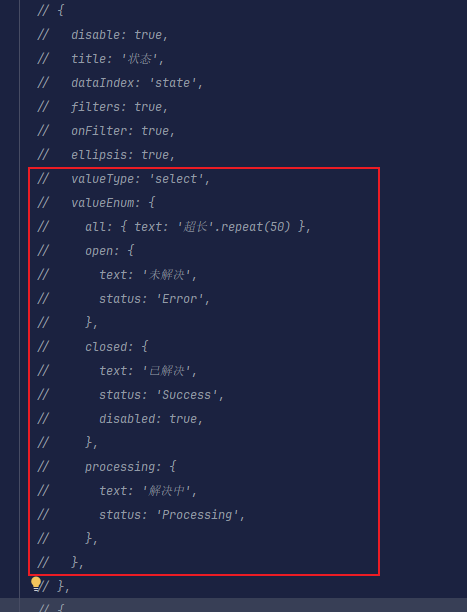 // {
//   disable: true,
//   title: '状态',
//   dataIndex: 'state',
//   filters: true,
//   onFilter: true,
//   ellipsis: true,
//   valueType: 'select',
//   valueEnum: {
//     all: { text: '超长'.repeat(50) },
//     open: {
//       text: '未解决',
//       status: 'Error',
//     },
//     closed: {
//       text: '已解决',
//       status: 'Success',
//       disabled: true,
//     },
//     processing: {
//       text: '解决中',
//       status: 'Processing',
//     },
//   },
// },
// {